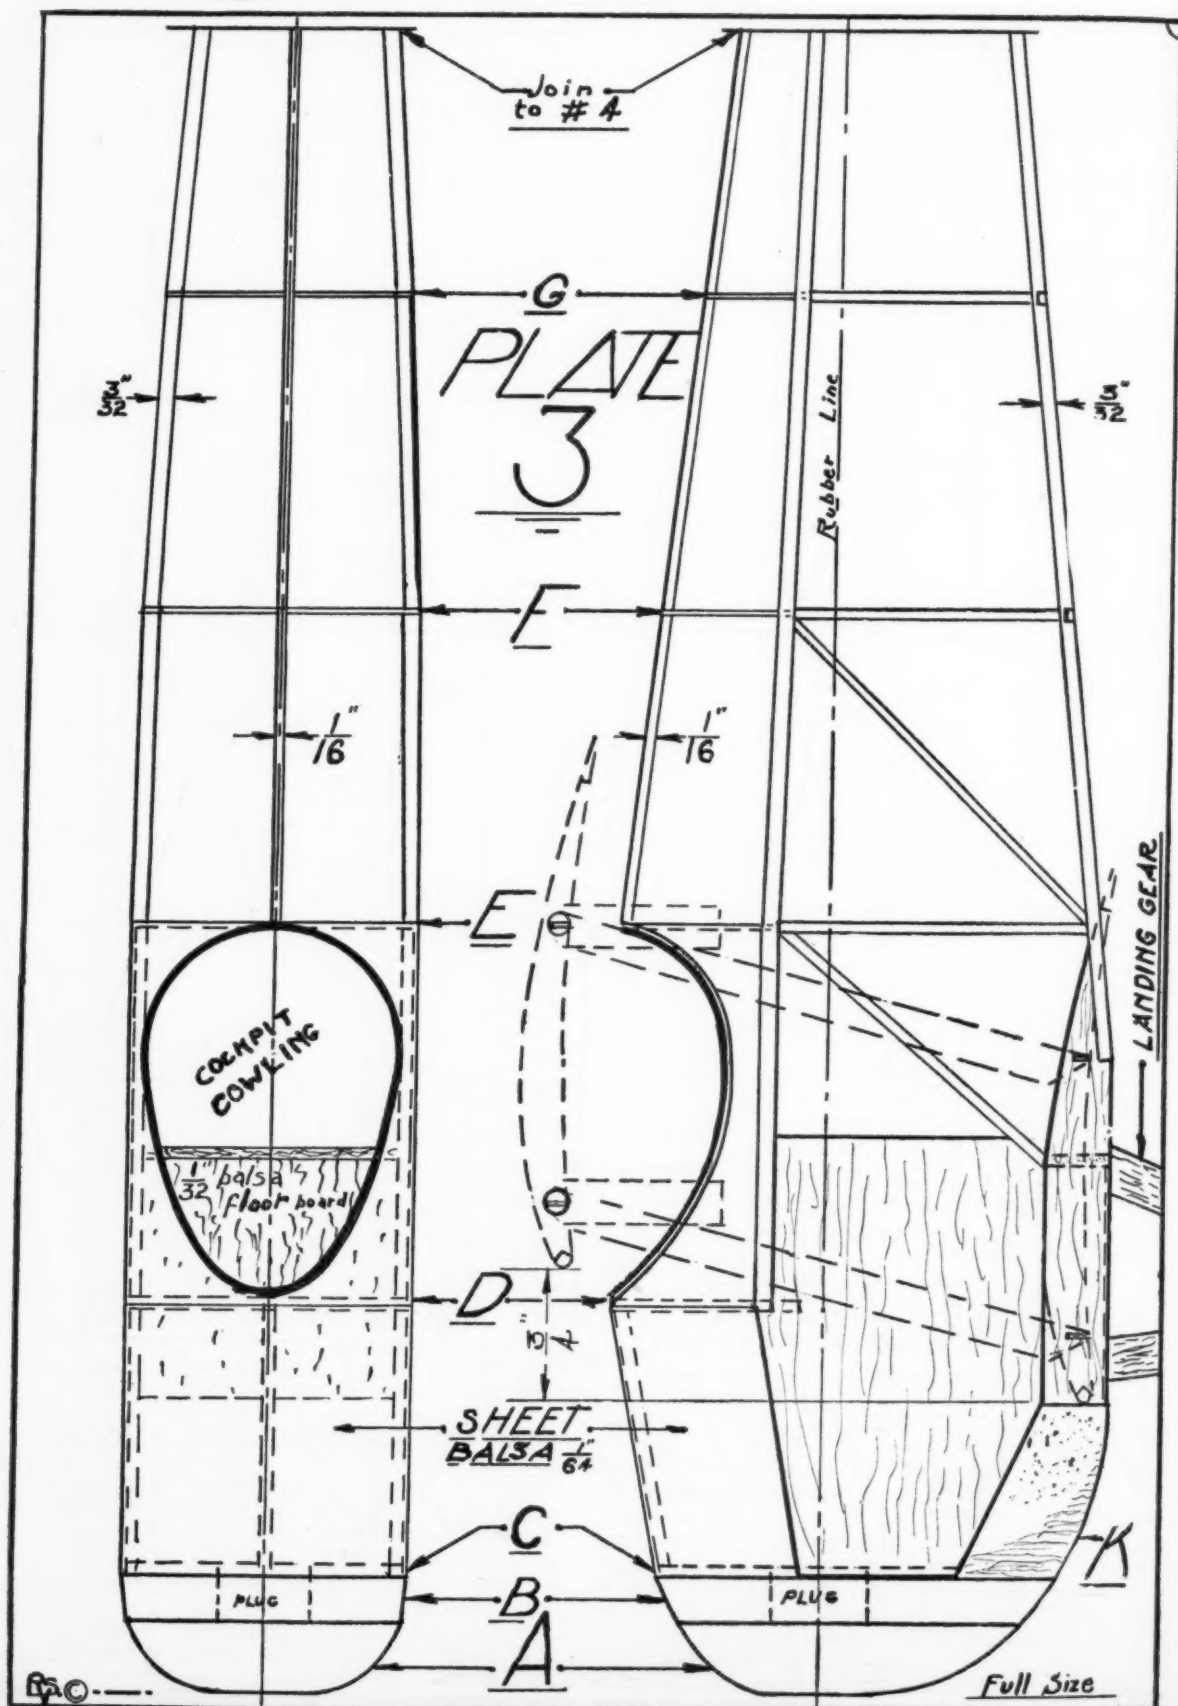 Join
to # 4
G
PLATE
3
3/32"
Rubber Line
3/32"
F
1/16"
1/16"
LANDING GEAR
E
COCKPIT
COWLING
1/32" balsa
floor board
D
SHEET
BALSA 1/64"
C
K
B
PLUG
PLUG
A
Full Size